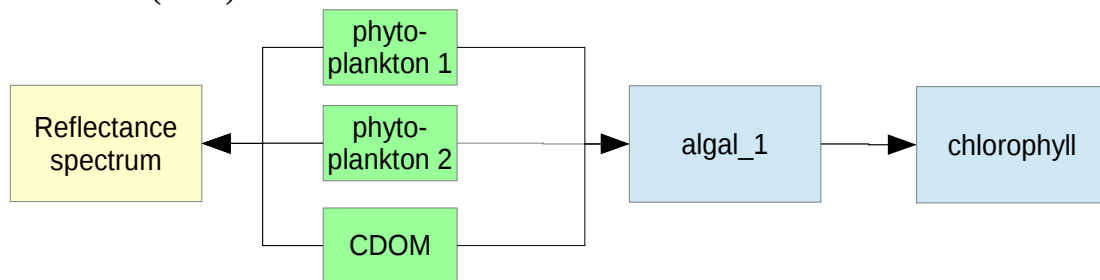 phyto-
plankton 1
Reflectance
spectrum
phyto-
plankton 2
algal_1
chlorophyll
CDOM